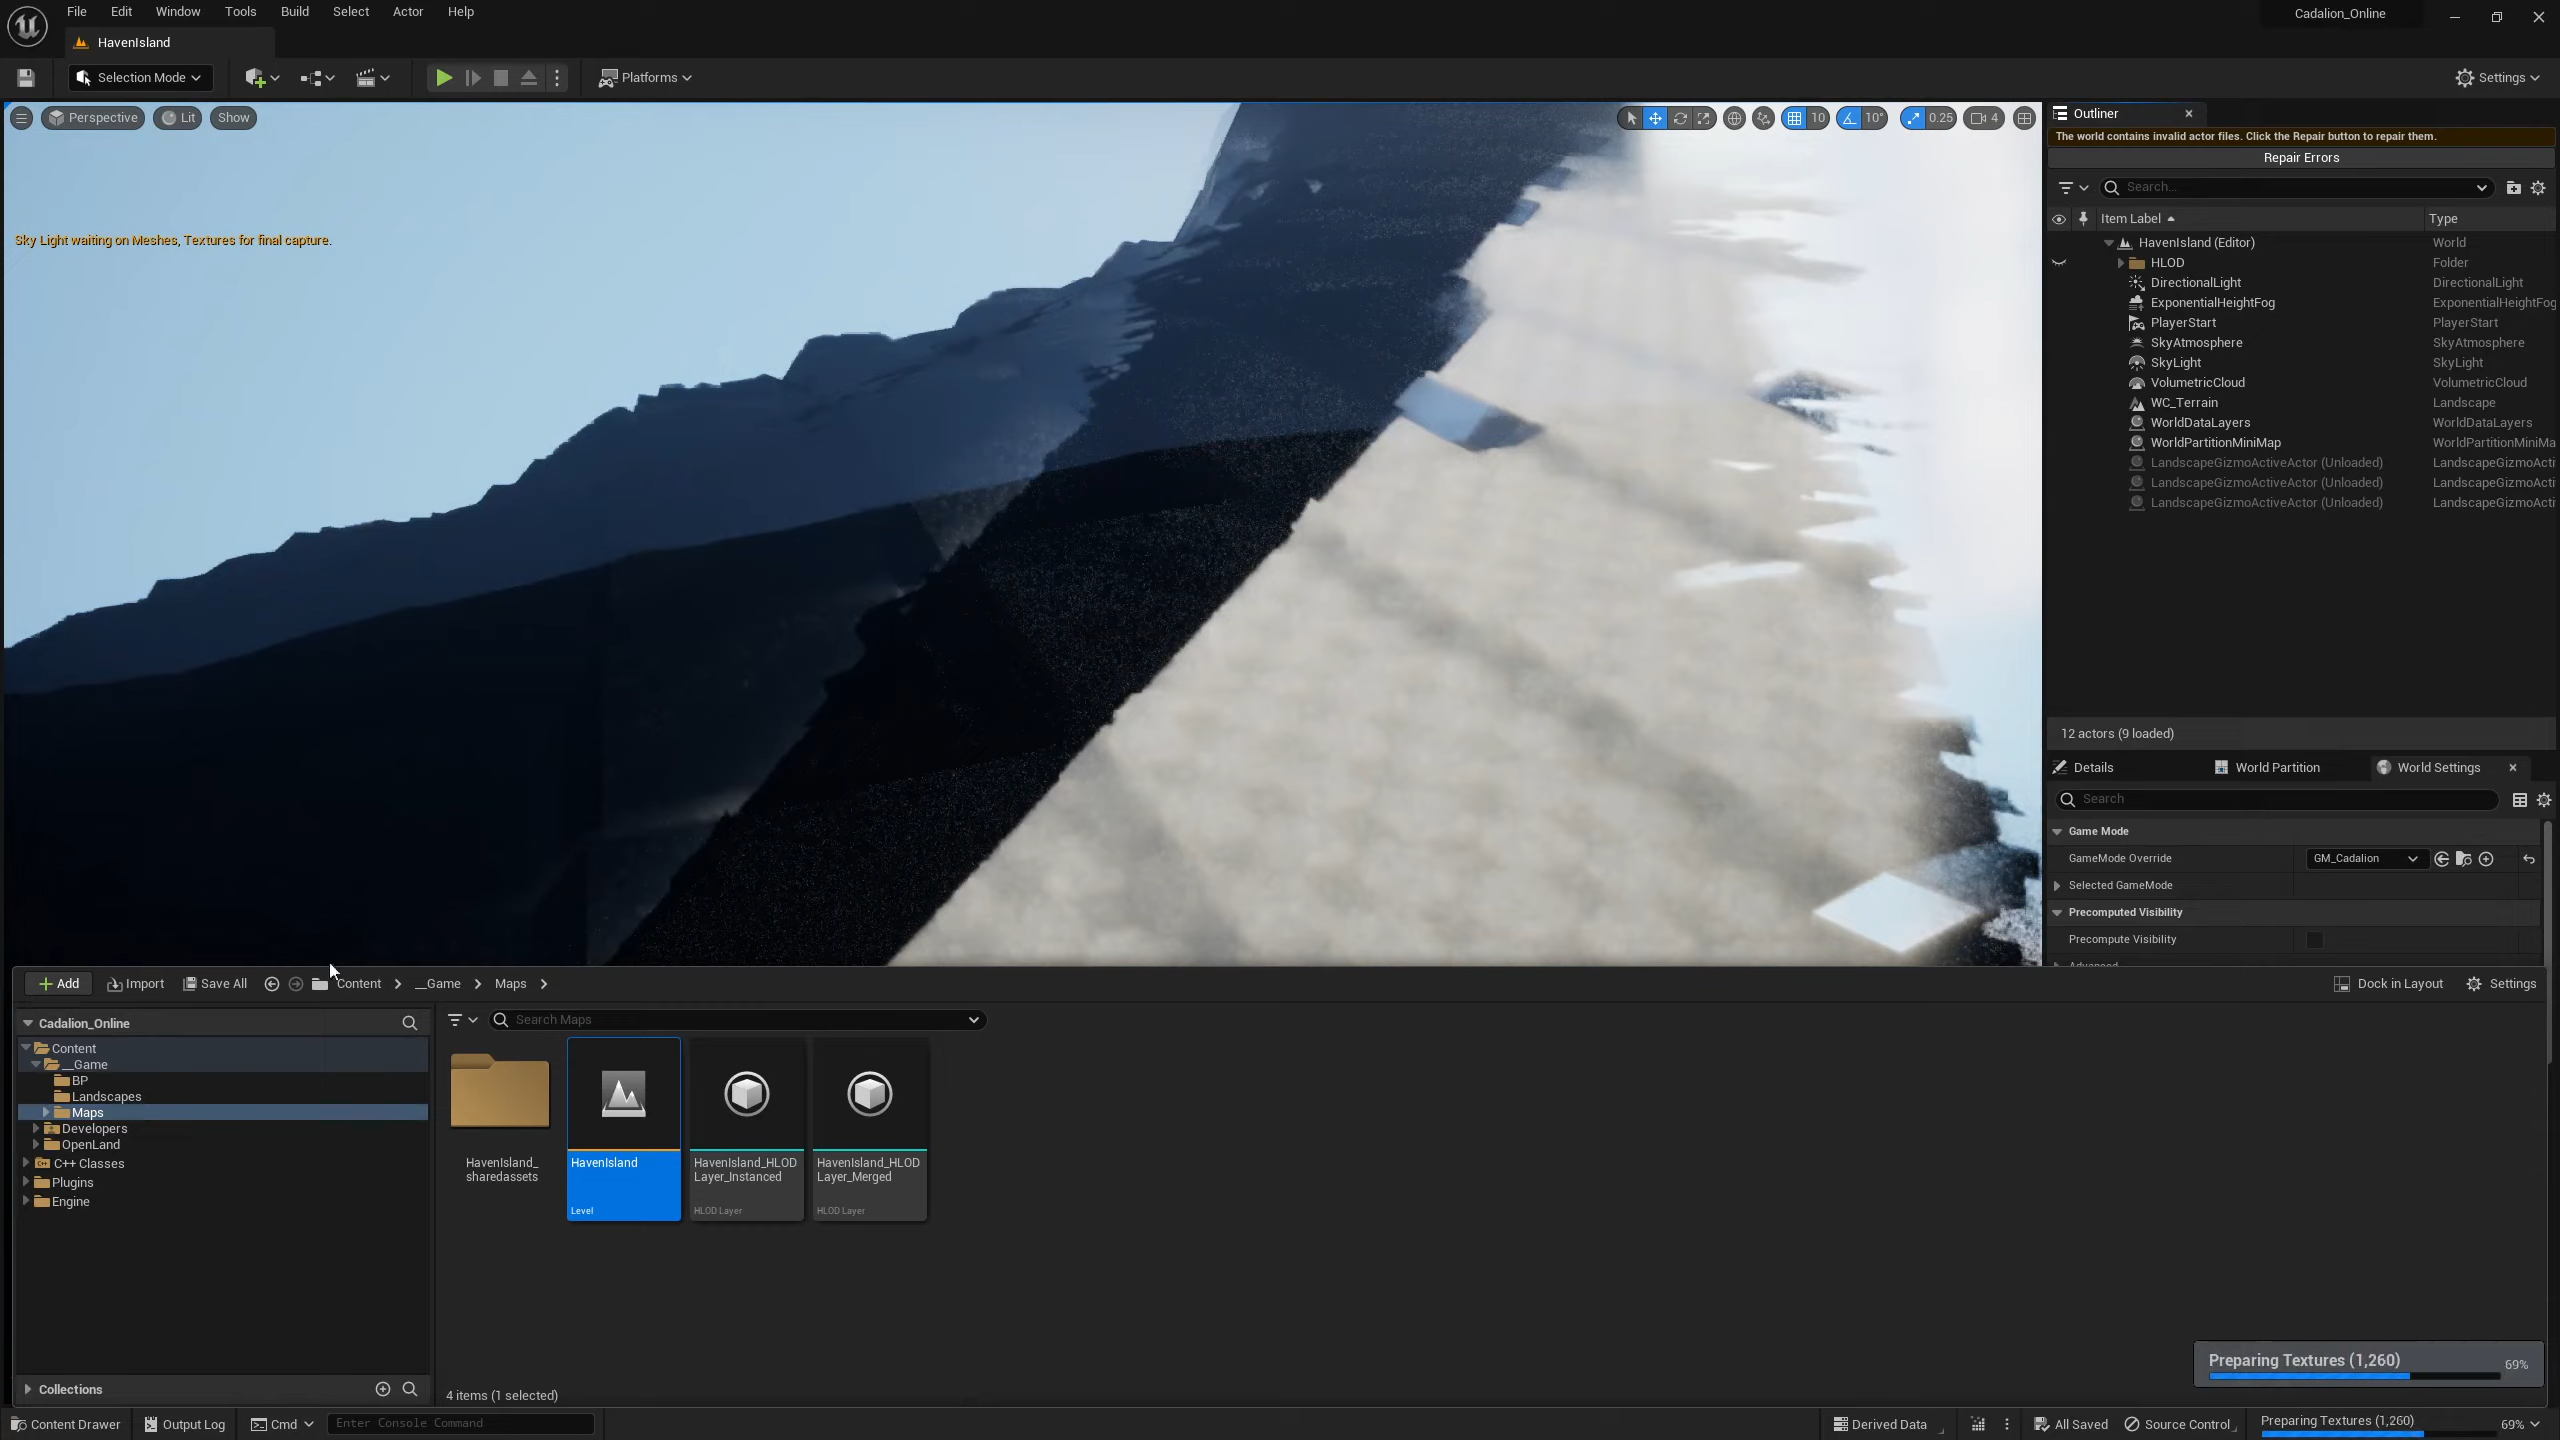 File Edit Window Tools Build Select Actor Help
Cadalion_Online
HavenIsland
Selection Mode
Platforms
Settings
Perspective Lit Show
10 10° 0.25 4
Sky Light waiting on Meshes, Textures for final capture.
Outliner
The world contains invalid actor files. Click the Repair button to repair them.
Repair Errors
Search...
Item Label Type
HavenIsland (Editor) World
HLOD Folder
DirectionalLight DirectionalLight
ExponentialHeightFog ExponentialHeightFog
PlayerStart PlayerStart
SkyAtmosphere SkyAtmosphere
SkyLight SkyLight
VolumetricCloud VolumetricCloud
WC_Terrain Landscape
WorldDataLayers WorldDataLayers
WorldPartitionMiniMap WorldPartitionMiniMa
LandscapeGizmoActiveActor (Unloaded) LandscapeGizmoActi
LandscapeGizmoActiveActor (Unloaded) LandscapeGizmoActi
LandscapeGizmoActiveActor (Unloaded) LandscapeGizmoActi
12 actors (9 loaded)
Details World Partition World Settings
Search
Game Mode
GameMode Override GM_Cadalion
Selected GameMode
Precomputed Visibility
Precompute Visibility
Advanced
Add Import Save All Content __Game Maps
Dock in Layout Settings
Cadalion_Online
Content
__Game
BP
Landscapes
Maps
Developers
OpenLand
C++ Classes
Plugins
Engine
Collections
Search Maps
HavenIsland_
sharedassets
HavenIsland
Level
HavenIsland_HLOD
Layer_Instanced
HLOD Layer
HavenIsland_HLOD
Layer_Merged
HLOD Layer
4 items (1 selected)
Preparing Textures (1,260) 69%
Content Drawer Output Log Cmd Enter Console Command
Derived Data All Saved Source Control Preparing Textures (1,260) 69%